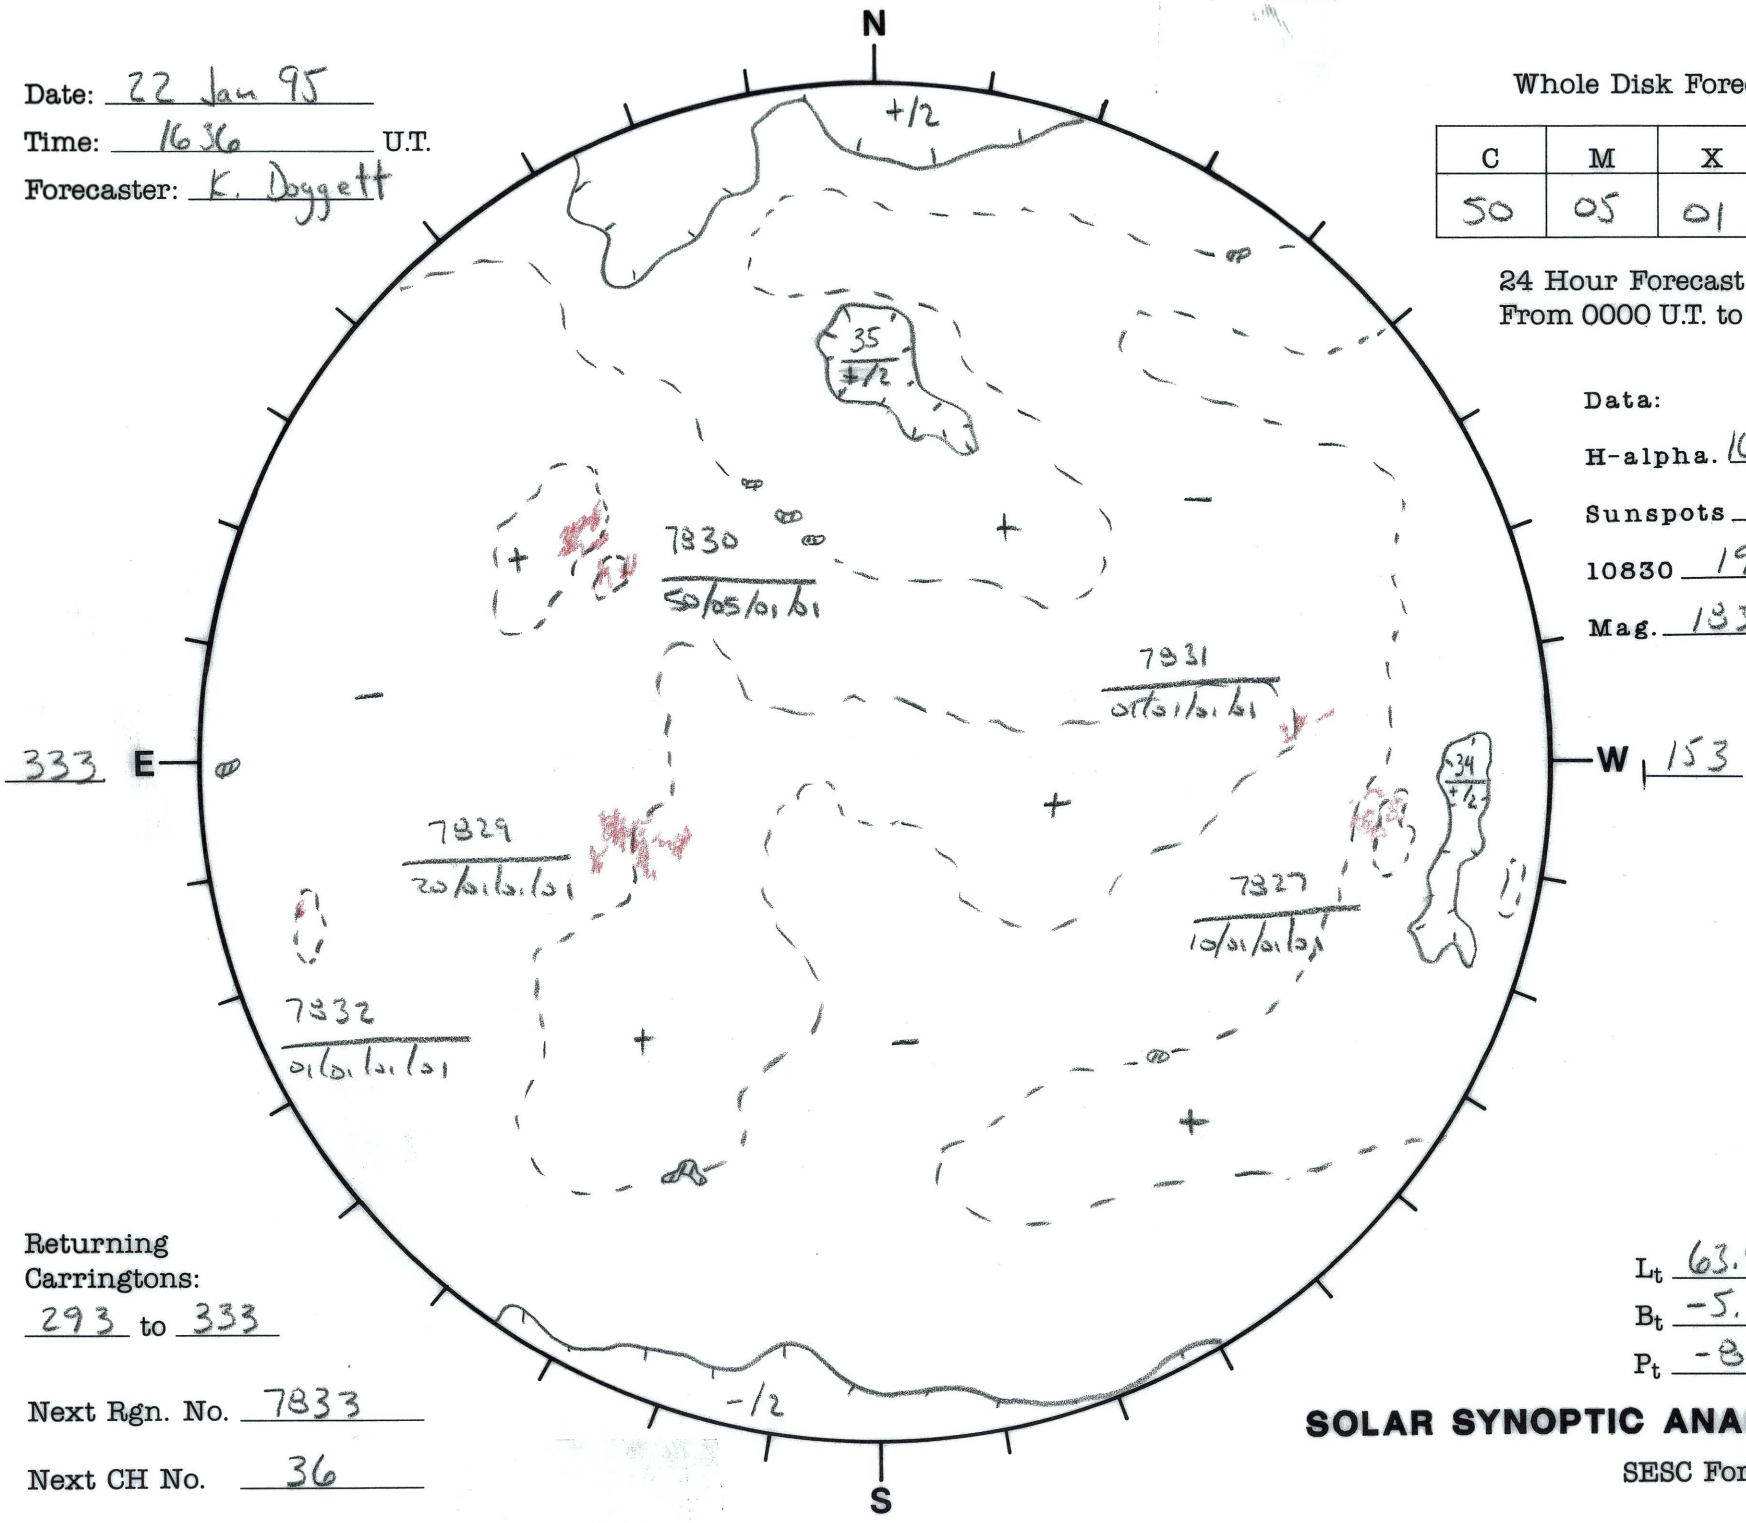 N
Date: 22 Jan 95
Time: 1636 U.T.
Forecaster: K. Doggett
Whole Disk Fore
C M X
50 05 01
24 Hour Forecast
From 0000 U.T. to
Data:
H-alpha.
Sunspots
10830
Mag. 183
+/2
35
+/2
-
+
+
7830
50/05/01/01
7831
01/01/01/01
-
333 E
W 153
34
+/2
+
7829
20/01/01/01
7827
10/01/01/01
7832
01/01/01/01
+
-
+
Returning
Carringtons:
293 to 333
Next Rgn. No. 7833
Next CH No. 36
-/2
S
Lt 63.
Bt -5.
Pt -8
SOLAR SYNOPTIC ANA
SESC For